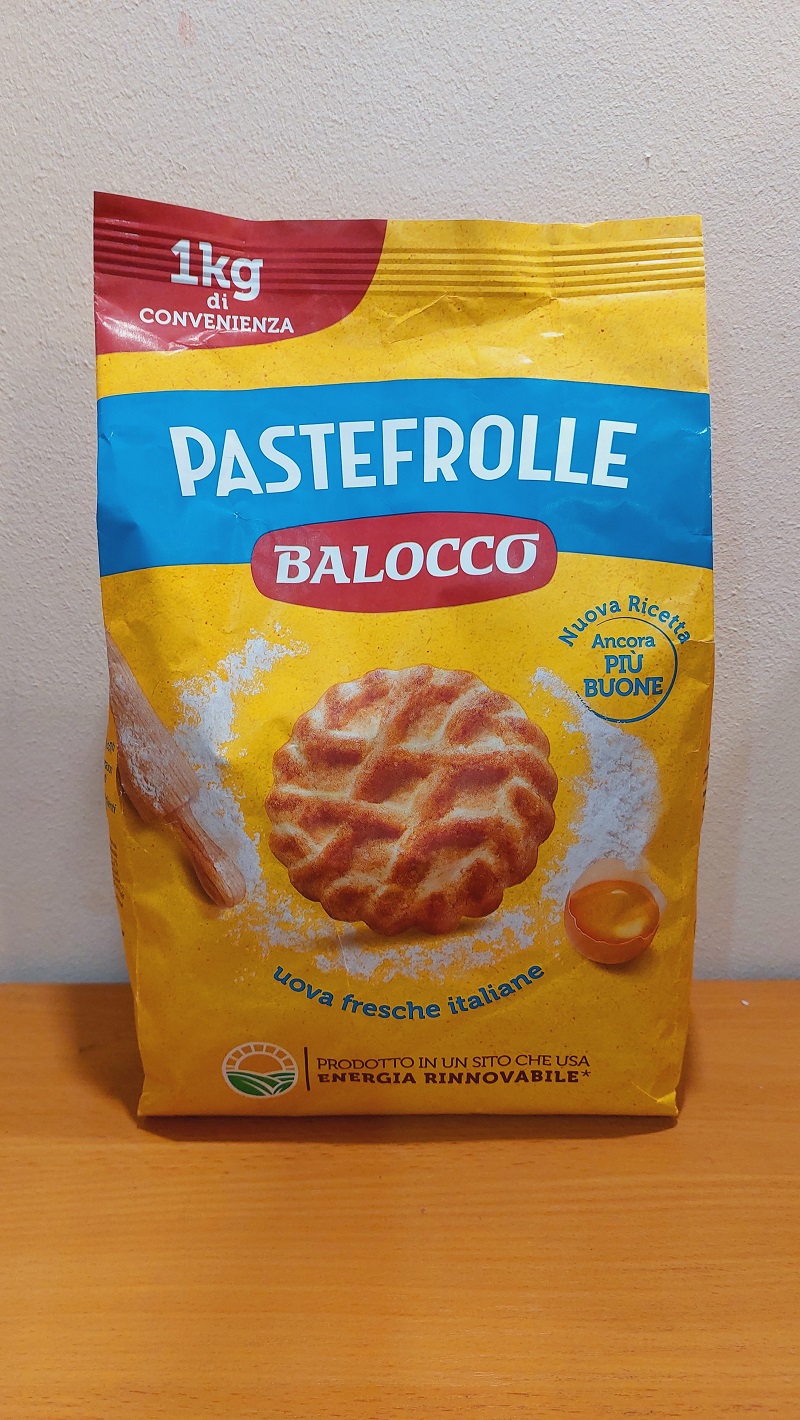 1kg
di
CONVENIENZA
PASTEFROLLE
BALOCCO
Nuova Ricetta
Ancora
PIÙ
BUONE
uova fresche italiane
PRODOTTO IN UN SITO CHE USA
ENERGIA RINNOVABILE*